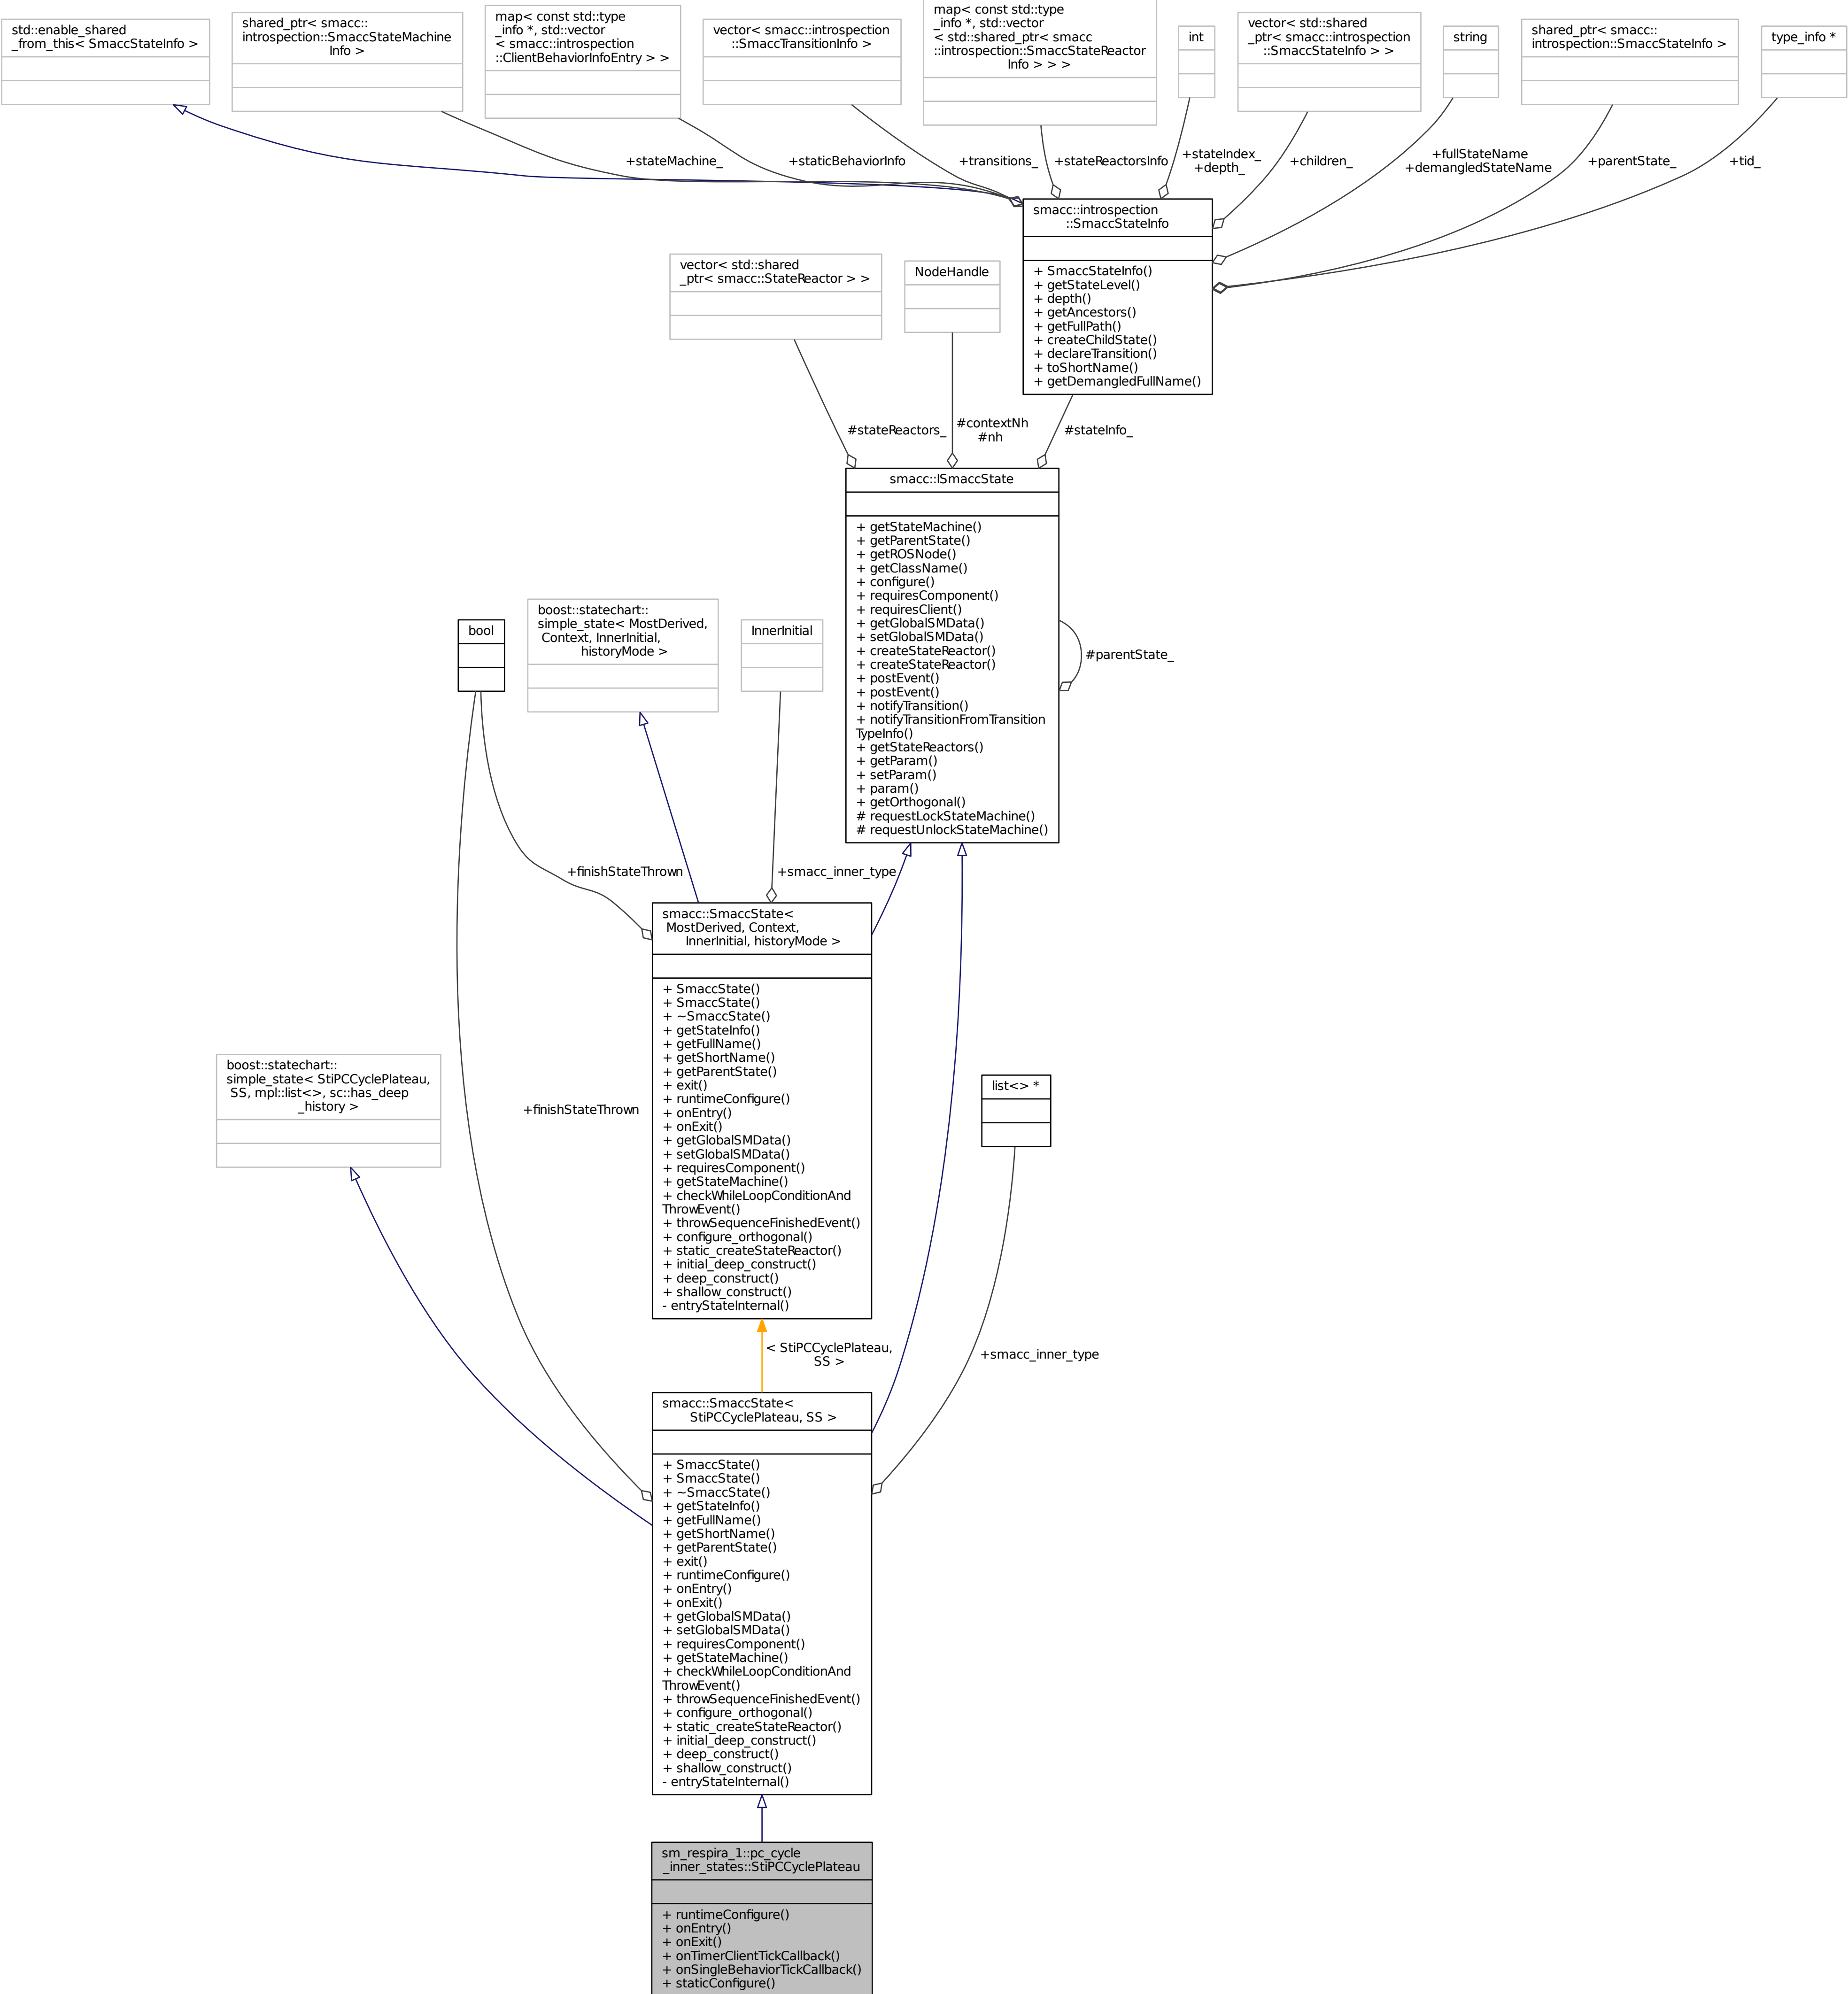 std::enable_shared
_from_this< SmaccStateInfo >
shared_ptr< smacc::
introspection::SmaccStateMachine
Info >
map< const std::type
_info *, std::vector
< smacc::introspection
::ClientBehaviorInfoEntry > >
vector< smacc::introspection
::SmaccTransitionInfo >
map< const std::type
_info *, std::vector
< std::shared_ptr< smacc
::introspection::SmaccStateReactor
Info > > >
int
vector< std::shared
_ptr< smacc::introspection
::SmaccStateInfo > >
string
shared_ptr< smacc::
introspection::SmaccStateInfo >
type_info *
+stateMachine_
+staticBehaviorInfo
+transitions_
+stateReactorsInfo
+stateIndex_
+depth_
+children_
+fullStateName
+demangledStateName
+parentState_
+tid_
smacc::introspection
::SmaccStateInfo
+ SmaccStateInfo()
+ getStateLevel()
+ depth()
+ getAncestors()
+ getFullPath()
+ createChildState()
+ declareTransition()
+ toShortName()
+ getDemangledFullName()
vector< std::shared
_ptr< smacc::StateReactor > >
NodeHandle
#stateReactors_
#contextNh
#nh
#stateInfo_
smacc::ISmaccState
+ getStateMachine()
+ getParentState()
+ getROSNode()
+ getClassName()
+ configure()
+ requiresComponent()
+ requiresClient()
+ getGlobalSMData()
+ setGlobalSMData()
+ createStateReactor()
+ createStateReactor()
+ postEvent()
+ postEvent()
+ notifyTransition()
+ notifyTransitionFromTransition
TypeInfo()
+ getStateReactors()
+ getParam()
+ setParam()
+ param()
+ getOrthogonal()
# requestLockStateMachine()
# requestUnlockStateMachine()
#parentState_
bool
boost::statechart::
simple_state< MostDerived,
Context, InnerInitial,
historyMode >
InnerInitial
+finishStateThrown
+smacc_inner_type
smacc::SmaccState<
MostDerived, Context,
InnerInitial, historyMode >
+ SmaccState()
+ SmaccState()
+ ~SmaccState()
+ getStateInfo()
+ getFullName()
+ getShortName()
+ getParentState()
+ exit()
+ runtimeConfigure()
+ onEntry()
+ onExit()
+ getGlobalSMData()
+ setGlobalSMData()
+ requiresComponent()
+ getStateMachine()
+ checkWhileLoopConditionAnd
ThrowEvent()
+ throwSequenceFinishedEvent()
+ configure_orthogonal()
+ static_createStateReactor()
+ initial_deep_construct()
+ deep_construct()
+ shallow_construct()
- entryStateInternal()
boost::statechart::
simple_state< StiPCCyclePlateau,
SS, mpl::list<>, sc::has_deep
_history >
+finishStateThrown
list<> *
< StiPCCyclePlateau,
SS >
+smacc_inner_type
smacc::SmaccState<
StiPCCyclePlateau, SS >
+ SmaccState()
+ SmaccState()
+ ~SmaccState()
+ getStateInfo()
+ getFullName()
+ getShortName()
+ getParentState()
+ exit()
+ runtimeConfigure()
+ onEntry()
+ onExit()
+ getGlobalSMData()
+ setGlobalSMData()
+ requiresComponent()
+ getStateMachine()
+ checkWhileLoopConditionAnd
ThrowEvent()
+ throwSequenceFinishedEvent()
+ configure_orthogonal()
+ static_createStateReactor()
+ initial_deep_construct()
+ deep_construct()
+ shallow_construct()
- entryStateInternal()
sm_respira_1::pc_cycle
_inner_states::StiPCCyclePlateau
+ runtimeConfigure()
+ onEntry()
+ onExit()
+ onTimerClientTickCallback()
+ onSingleBehaviorTickCallback()
+ staticConfigure()